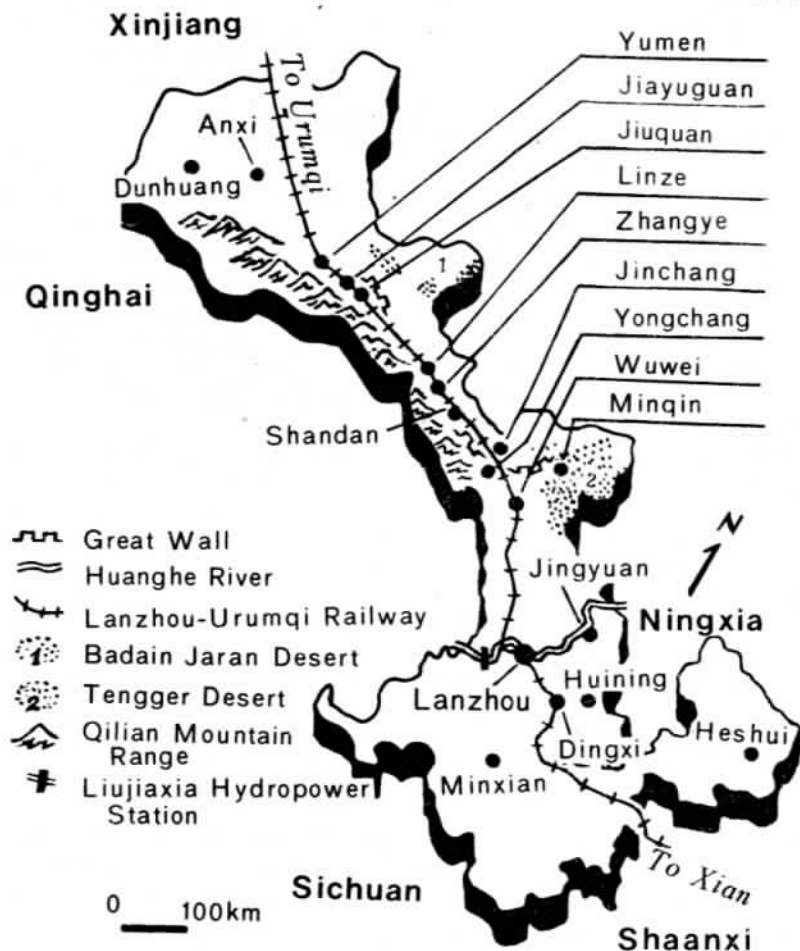 Xinjiang
To Urumqi
Anxi
Dunhuang
Qinghai
Yumen
Jiayuguan
Jiuquan
Linze
Zhangye
Jinchang
Yongchang
Wuwei
Minqin
1
Shandan
2
N
Great Wall
Huanghe River
Lanzhou-Urumqi Railway
1 Badain Jaran Desert
2 Tengger Desert
Qilian Mountain
Range
Liujiaxia Hydropower
Station
Jingyuan
Ningxia
Lanzhou
Huining
Dingxi
Heshui
Minxian
To Xian
Sichuan
Shaanxi
0 100km